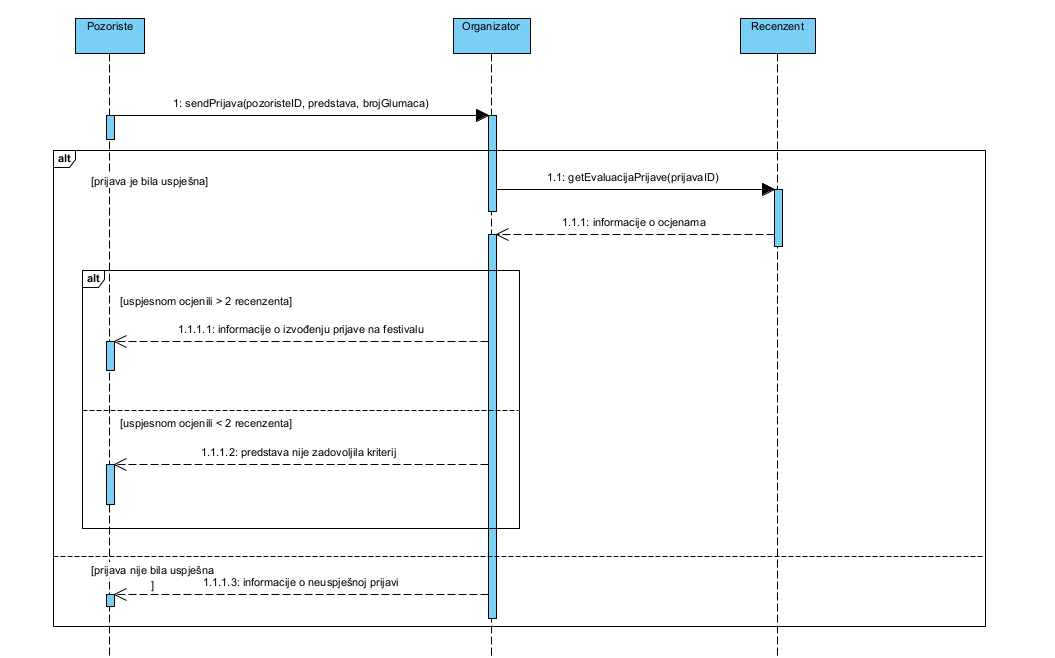 Pozoriste
Organizator
Recenzent
1: sendPrijava(pozoristeID, predstava, brojGlumaca)
alt
[prijava je bila uspješna]
1.1: getEvaluacijaPrijave(prijavaID)
1.1.1: informacije o ocjenama
alt
[uspjesnom ocjenili > 2 recenzenta]
1.1.1.1: informacije o izvođenju prijave na festivalu
[uspjesnom ocjenili < 2 recenzenta]
1.1.1.2: predstava nije zadovoljila kriterij
[prijava nije bila uspješna
]
1.1.1.3: informacije o neuspješnoj prijavi